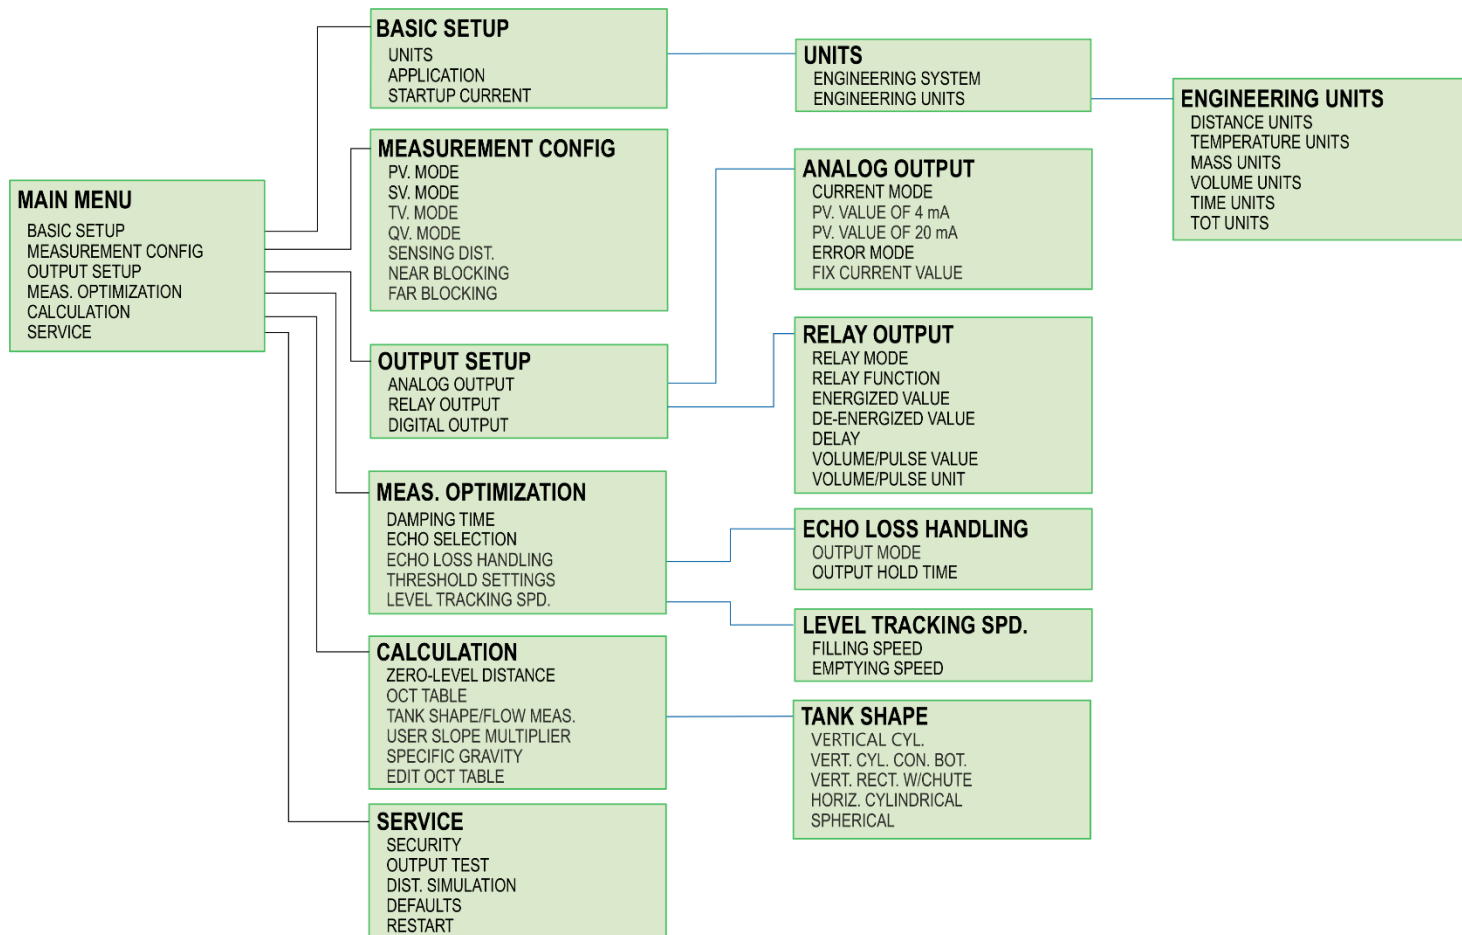 MAIN MENU
BASIC SETUP
MEASUREMENT CONFIG
OUTPUT SETUP
MEAS. OPTIMIZATION
CALCULATION
SERVICE
BASIC SETUP
UNITS
APPLICATION
STARTUP CURRENT
MEASUREMENT CONFIG
PV. MODE
SV. MODE
TV. MODE
QV. MODE
SENSING DIST.
NEAR BLOCKING
FAR BLOCKING
OUTPUT SETUP
ANALOG OUTPUT
RELAY OUTPUT
DIGITAL OUTPUT
MEAS. OPTIMIZATION
DAMPING TIME
ECHO SELECTION
ECHO LOSS HANDLING
THRESHOLD SETTINGS
LEVEL TRACKING SPD.
CALCULATION
ZERO-LEVEL DISTANCE
OCT TABLE
TANK SHAPE/FLOW MEAS.
USER SLOPE MULTIPLIER
SPECIFIC GRAVITY
EDIT OCT TABLE
SERVICE
SECURITY
OUTPUT TEST
DIST. SIMULATION
DEFAULTS
RESTART
UNITS
ENGINEERING SYSTEM
ENGINEERING UNITS
ANALOG OUTPUT
CURRENT MODE
PV. VALUE OF 4 mA
PV. VALUE OF 20 mA
ERROR MODE
FIX CURRENT VALUE
RELAY OUTPUT
RELAY MODE
RELAY FUNCTION
ENERGIZED VALUE
DE-ENERGIZED VALUE
DELAY
VOLUME/PULSE VALUE
VOLUME/PULSE UNIT
ECHO LOSS HANDLING
OUTPUT MODE
OUTPUT HOLD TIME
LEVEL TRACKING SPD.
FILLING SPEED
EMPTYING SPEED
TANK SHAPE
VERTICAL CYL.
VERT. CYL. CON. BOT.
VERT. RECT. W/CHUTE
HORIZ. CYLINDRICAL
SPHERICAL
ENGINEERING UNITS
DISTANCE UNITS
TEMPERATURE UNITS
MASS UNITS
VOLUME UNITS
TIME UNITS
TOT UNITS